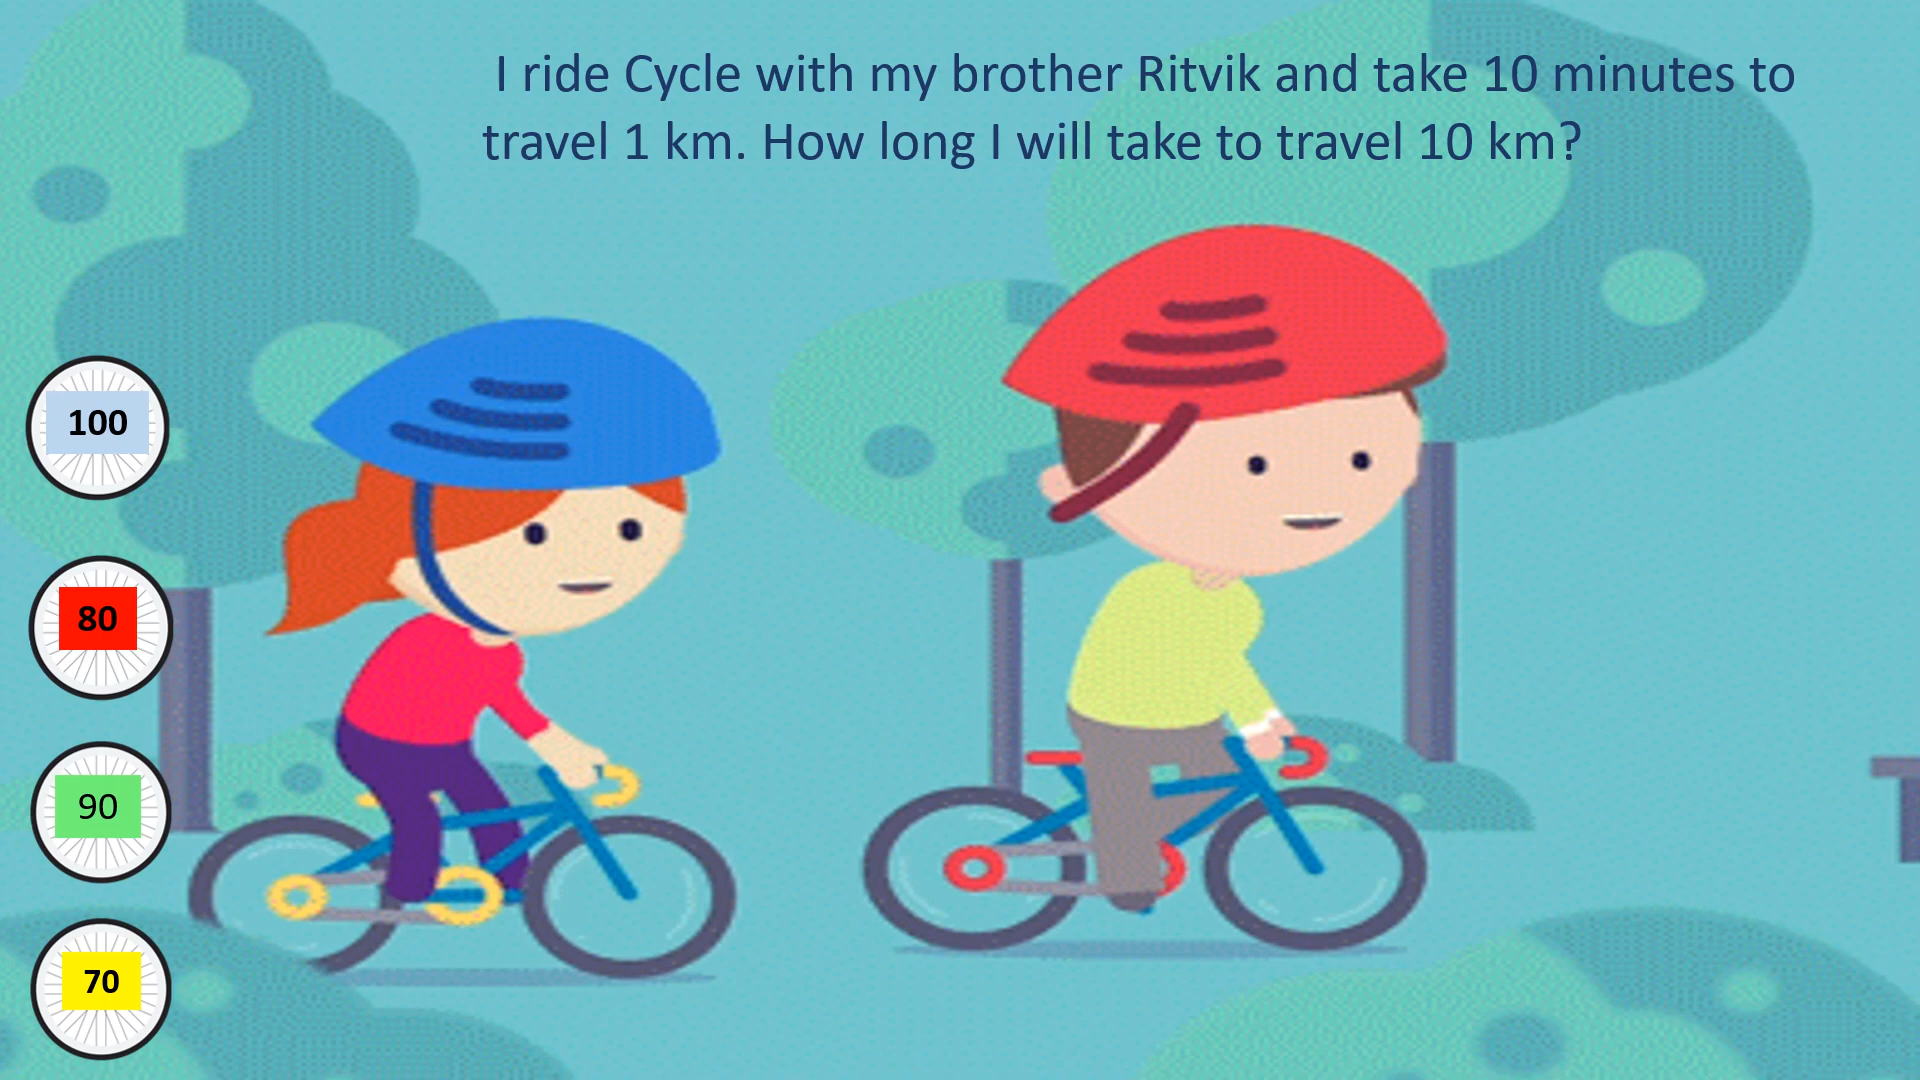 I ride Cycle with my brother Ritvik and take 10 minutes to
travel 1 km. How long I will take to travel 10 km?
100
80
90
70